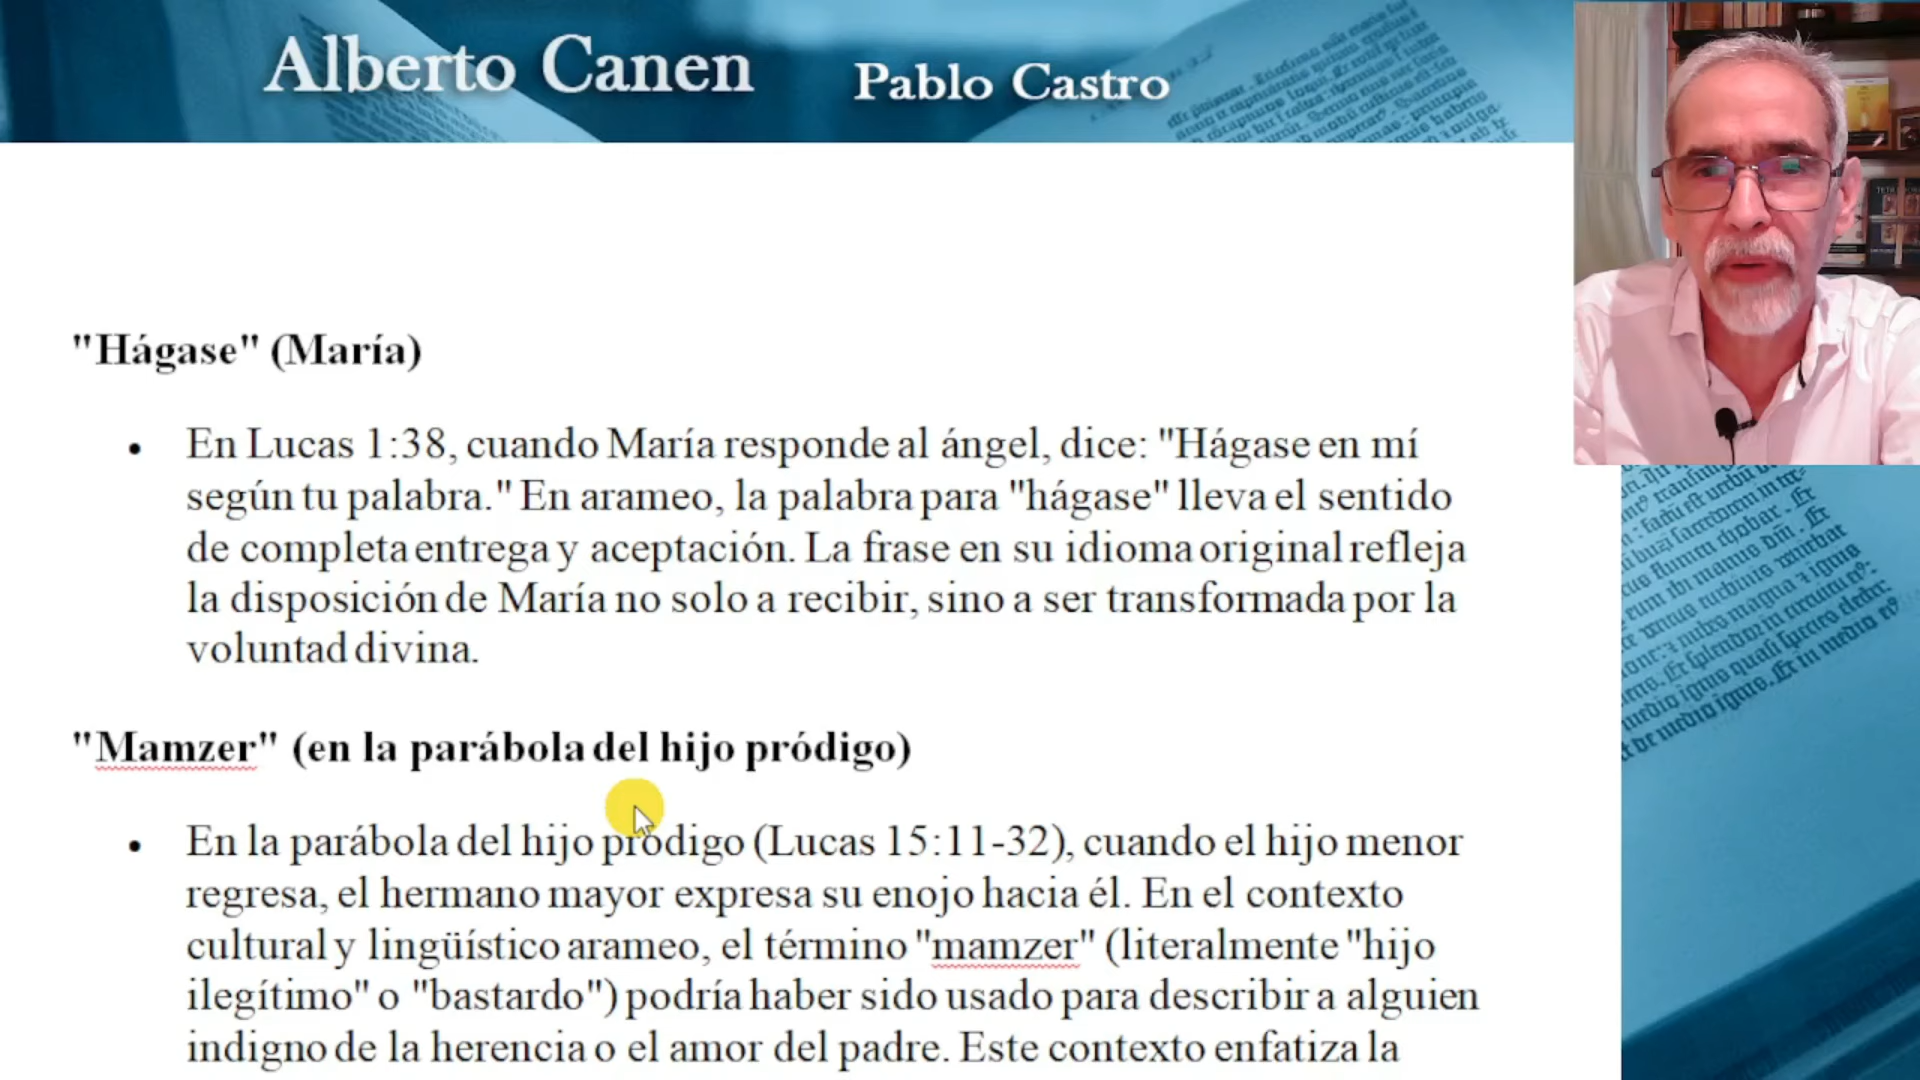 Alberto Canen Pablo Castro
"Hágase" (María)
• En Lucas 1:38, cuando María responde al ángel, dice: "Hágase en mí
según tu palabra." En arameo, la palabra para "hágase" lleva el sentido
de completa entrega y aceptación. La frase en su idioma original refleja
la disposición de María no solo a recibir, sino a ser transformada por la
voluntad divina.
"Mamzer" (en la parábola del hijo pródigo)
• En la parábola del hijo pródigo (Lucas 15:11-32), cuando el hijo menor
regresa, el hermano mayor expresa su enojo hacia él. En el contexto
cultural y lingüístico arameo, el término "mamzer" (literalmente "hijo
ilegítimo" o "bastardo") podría haber sido usado para describir a alguien
indigno de la herencia o el amor del padre. Este contexto enfatiza la